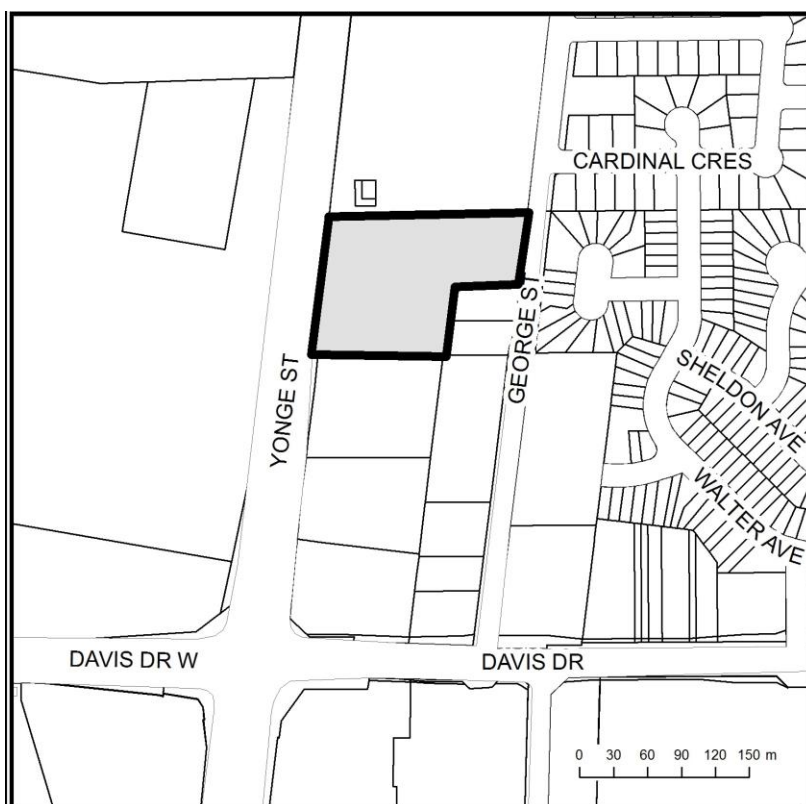 CARDINAL CRES
GEORGE ST
SHELDON AVE
YONGE ST
WALTER AVE
DAVIS DR W
DAVIS DR
0 30 60 90 120 150 m